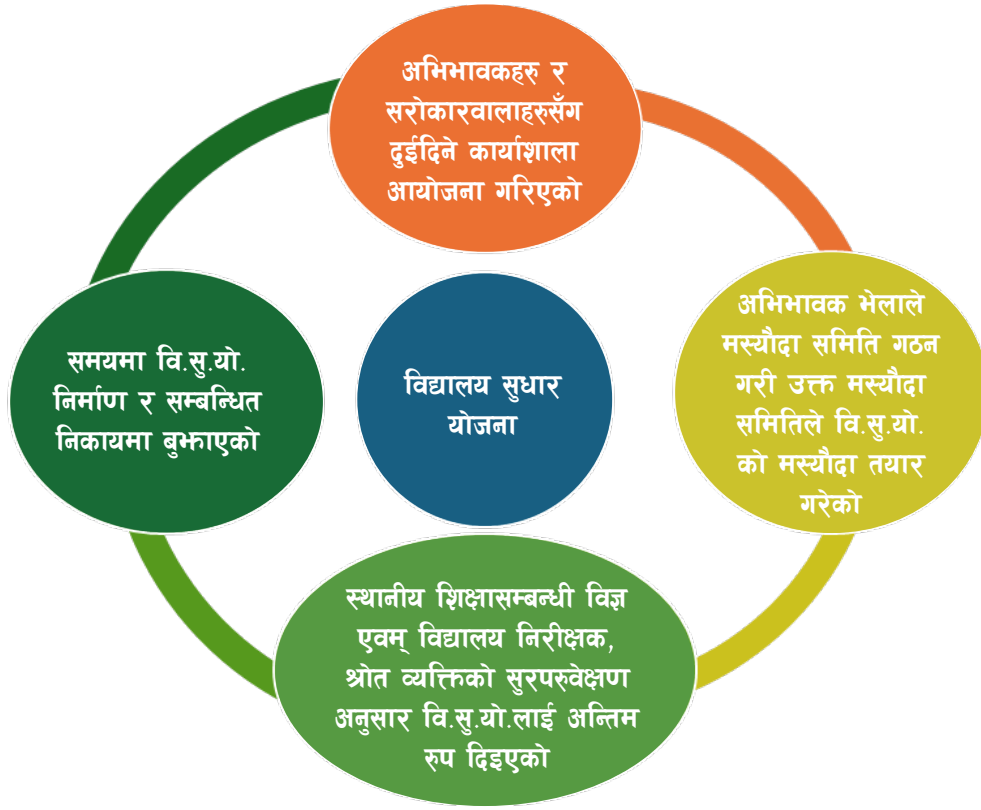 अभिभावकहरु र
सरोकारवालाहरुसँग
दुईदिने कार्याशाला
आयोजना गरिएको
अभिभावक भेलाले
मस्यौदा समिति गठन
गरी उक्त मस्यौदा
समितिले वि.सु.यो.
को मस्यौदा तयार
गरेको
स्थानीय शिक्षासम्बन्धी विज्ञ
एवम् विद्यालय निरीक्षक,
श्रोत व्यक्तिको सुरपरुवेक्षण
अनुसार वि.सु.यो.लाई अन्तिम
रुप दिइएको
समयमा वि.सु.यो.
निर्माण र सम्बन्धित
निकायमा बुझाएको
विद्यालय सुधार
योजना